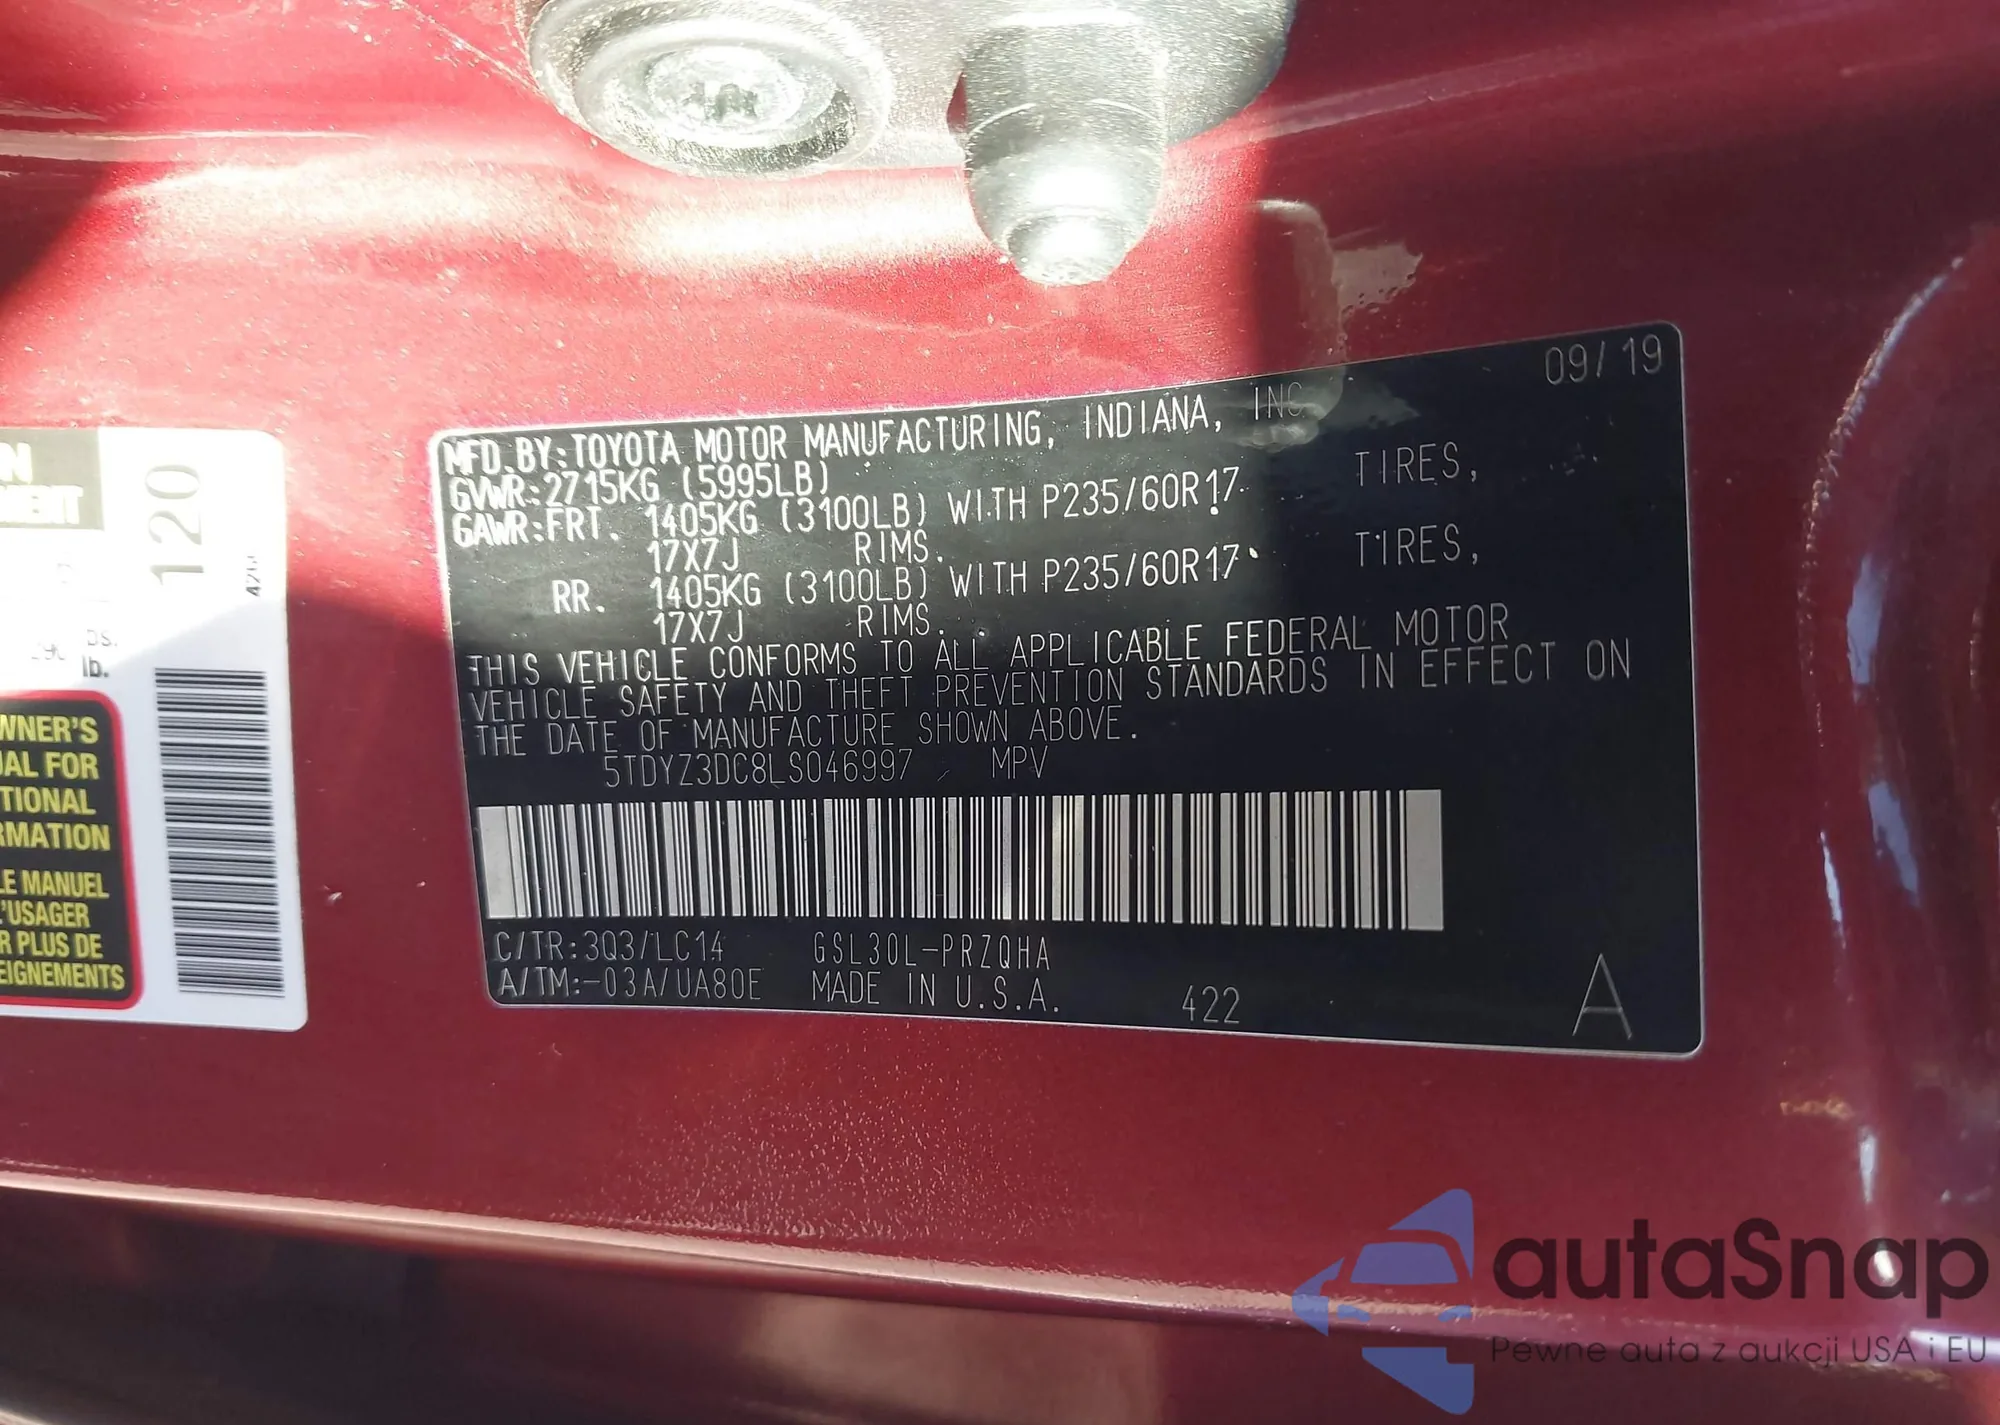 09/19
MFD.BY:TOYOTA MOTOR MANUFACTURING, INDIANA, INC
GVWR:2715KG (5995LB)
GAWR:FRT. 1405KG (3100LB) WITH P235/60R17 TIRES,
17X7J RIMS.
RR. 1405KG (3100LB) WITH P235/60R17 TIRES,
17X7J RIMS.
THIS VEHICLE CONFORMS TO ALL APPLICABLE FEDERAL MOTOR
VEHICLE SAFETY AND THEFT PREVENTION STANDARDS IN EFFECT ON
THE DATE OF MANUFACTURE SHOWN ABOVE.
5TDYZ3DC8LS046997 MPV
C/TR:3Q3/LC14 GSL30L-PRZQHA
A/TM:-03A/UA80E MADE IN U.S.A. 422 A
120
lb.
WNER'S
AL FOR
TIONAL
RMATION
LE MANUEL
L'USAGER
R PLUS DE
EIGNEMENTS
autaSnap
Pewne auta z aukcji USA i EU